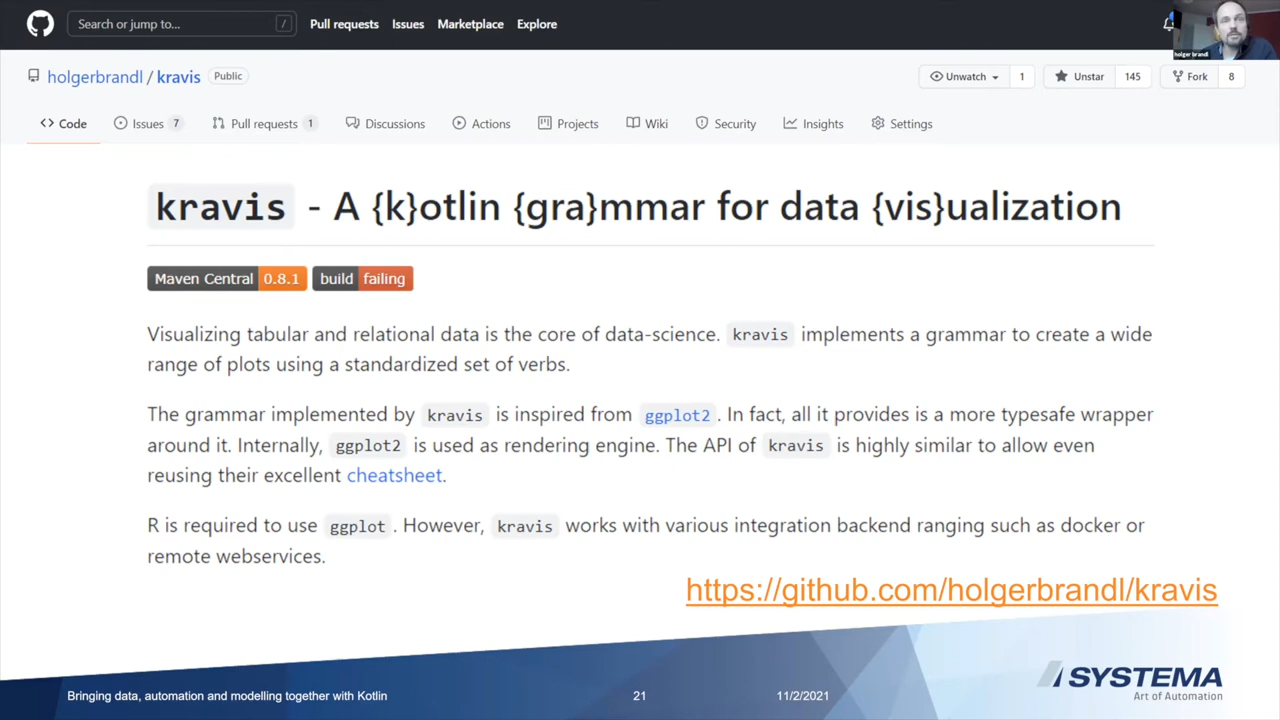 Search or jump to...
/
Pull requests
Issues
Marketplace
Explore
holger brandl
holgerbrandl / kravis
Public
Unwatch
1
Unstar
145
Fork
8
Code
Issues
7
Pull requests
1
Discussions
Actions
Projects
Wiki
Security
Insights
Settings
kravis - A {k}otlin {gra}mmar for data {vis}ualization
Maven Central 0.8.1
build failing
Visualizing tabular and relational data is the core of data-science. kravis implements a grammar to create a wide
range of plots using a standardized set of verbs.
The grammar implemented by kravis is inspired from ggplot2. In fact, all it provides is a more typesafe wrapper
around it. Internally, ggplot2 is used as rendering engine. The API of kravis is highly similar to allow even
reusing their excellent cheatsheet.
R is required to use ggplot. However, kravis works with various integration backend ranging such as docker or
remote webservices.
https://github.com/holgerbrandl/kravis
Bringing data, automation and modelling together with Kotlin
21
11/2/2021
SYSTEMA
Art of Automation